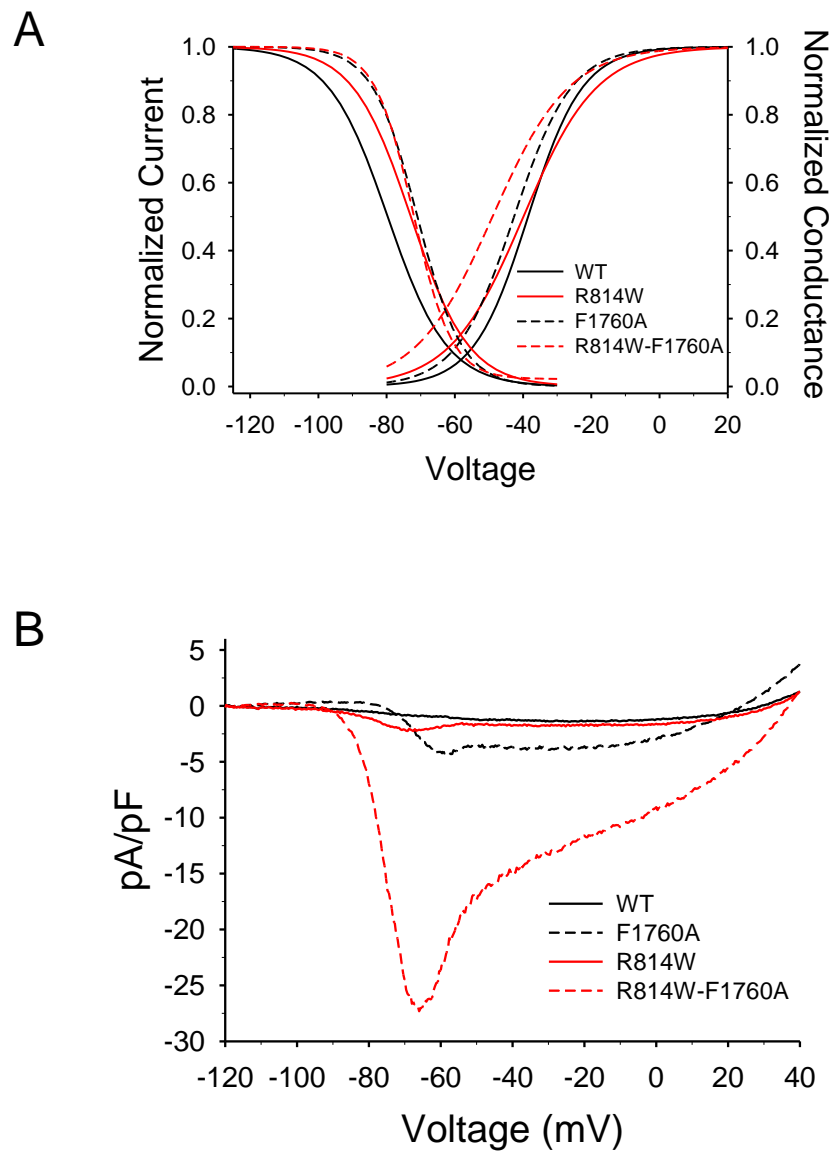 A
Normalized Current
Normalized Conductance
1.0
0.8
0.6
0.4
0.2
0.0
1.0
0.8
0.6
0.4
0.2
0.0
WT
R814W
F1760A
R814W-F1760A
-120 -100 -80 -60 -40 -20 0 20
Voltage
B
pA/pF
5
0
-5
-10
-15
-20
-25
-30
WT
F1760A
R814W
R814W-F1760A
-120 -100 -80 -60 -40 -20 0 20 40
Voltage (mV)